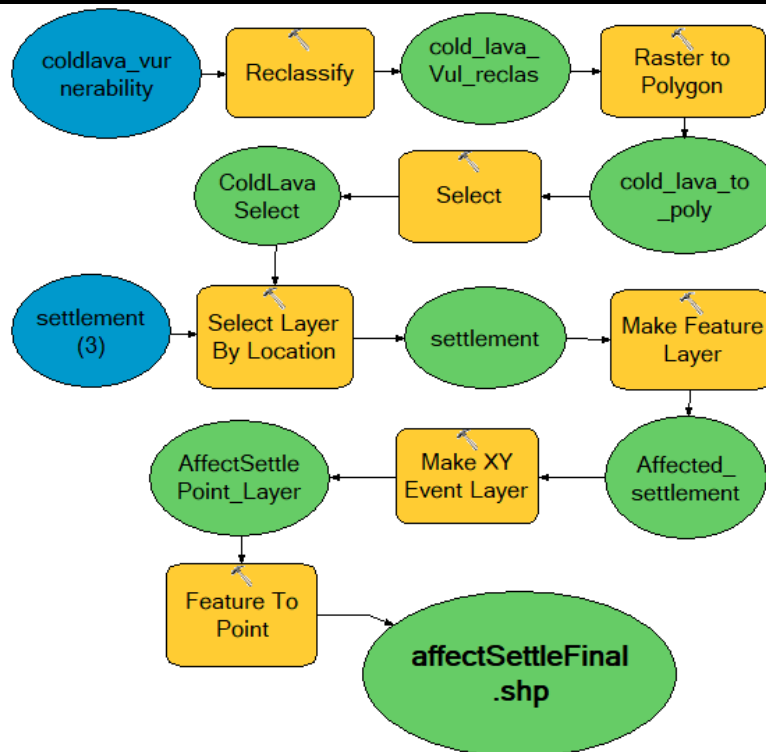 coldlava_vur
nerability
Reclassify
cold_lava_
Vul_reclas
Raster to
Polygon
ColdLava
Select
Select
cold_lava_to
_poly
settlement
(3)
Select Layer
By Location
settlement
Make Feature
Layer
AffectSettle
Point_Layer
Make XY
Event Layer
Affected_
settlement
Feature To
Point
affectSettleFinal
.shp